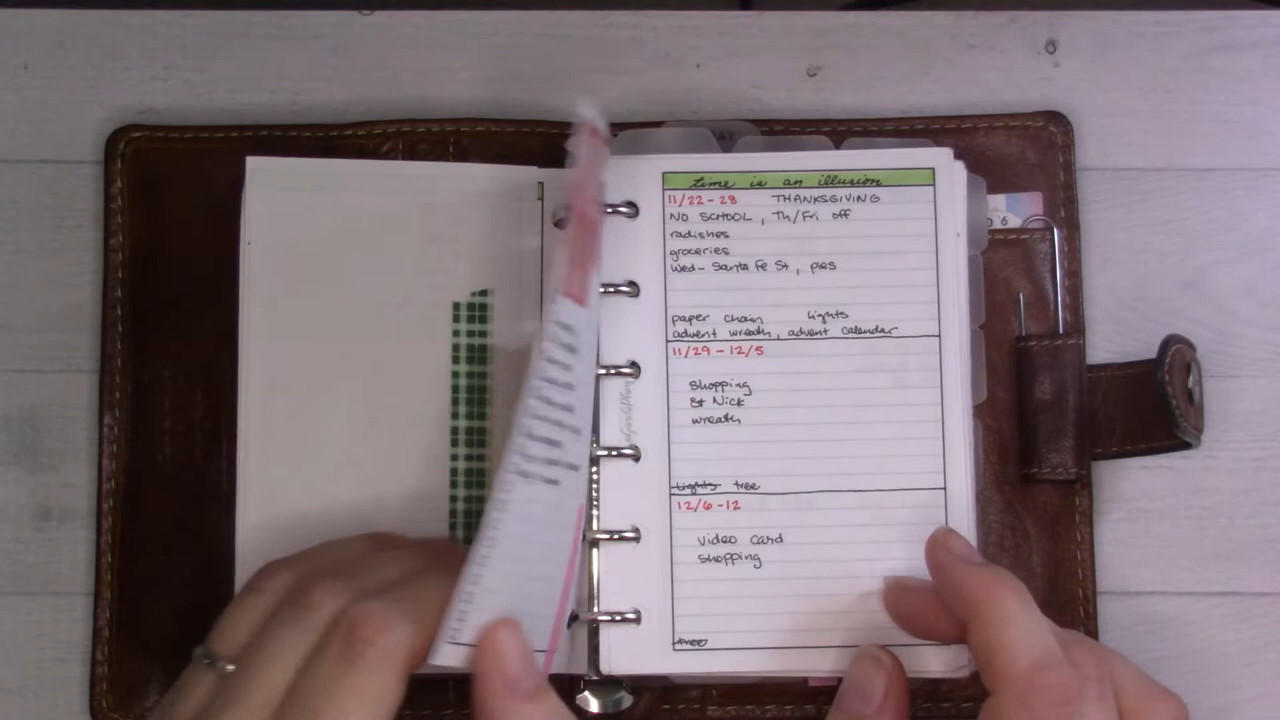 time is an illusion
11/22-28 THANKSGIVING
NO SCHOOL, Th/Fri off
radishes
groceries
Wed- Santa Fe St, pies
paper chain lights
advent wreath, advent calendar
11/29-12/5
shopping
St Nick
wreath
Lights tree
12/6-12
video card
shopping
tree